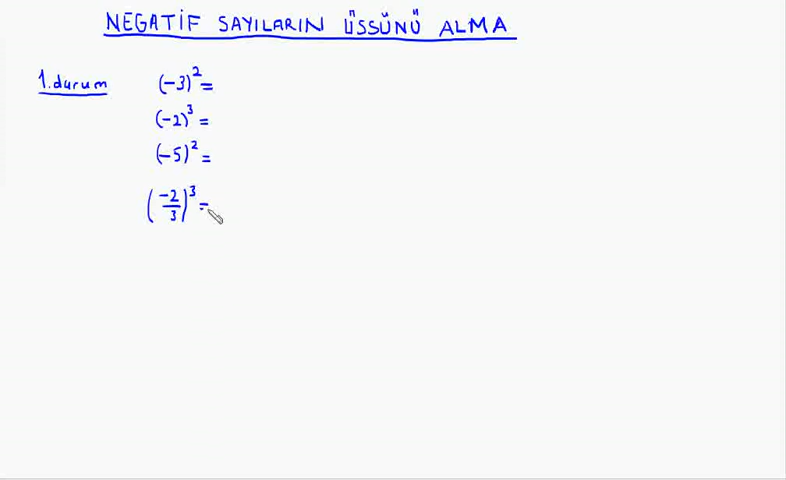 NEGATİF SAYILARIN ÜSSÜNÜ ALMA
1. durum (-3)² =
(-2)³ =
(-5)² =
(-2/3)³ =